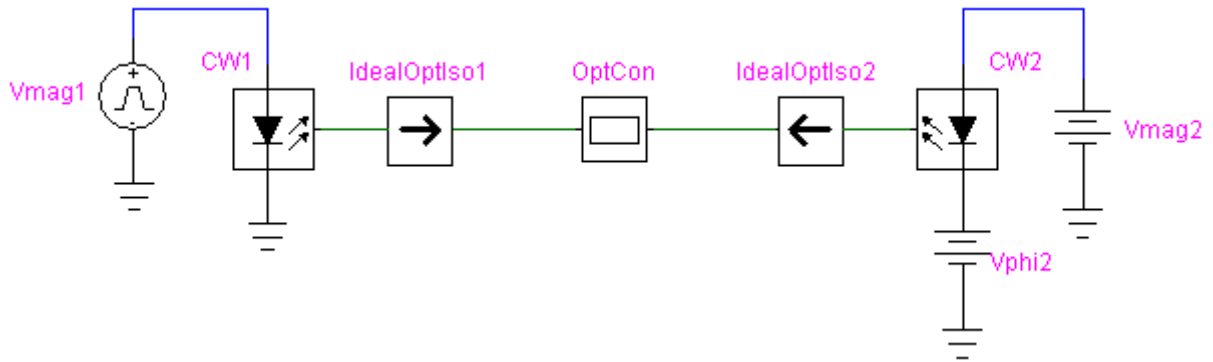 CW1
CW2
IdealOptIso1
OptCon
IdealOptIso2
Vmag1
Vmag2
Vphi2